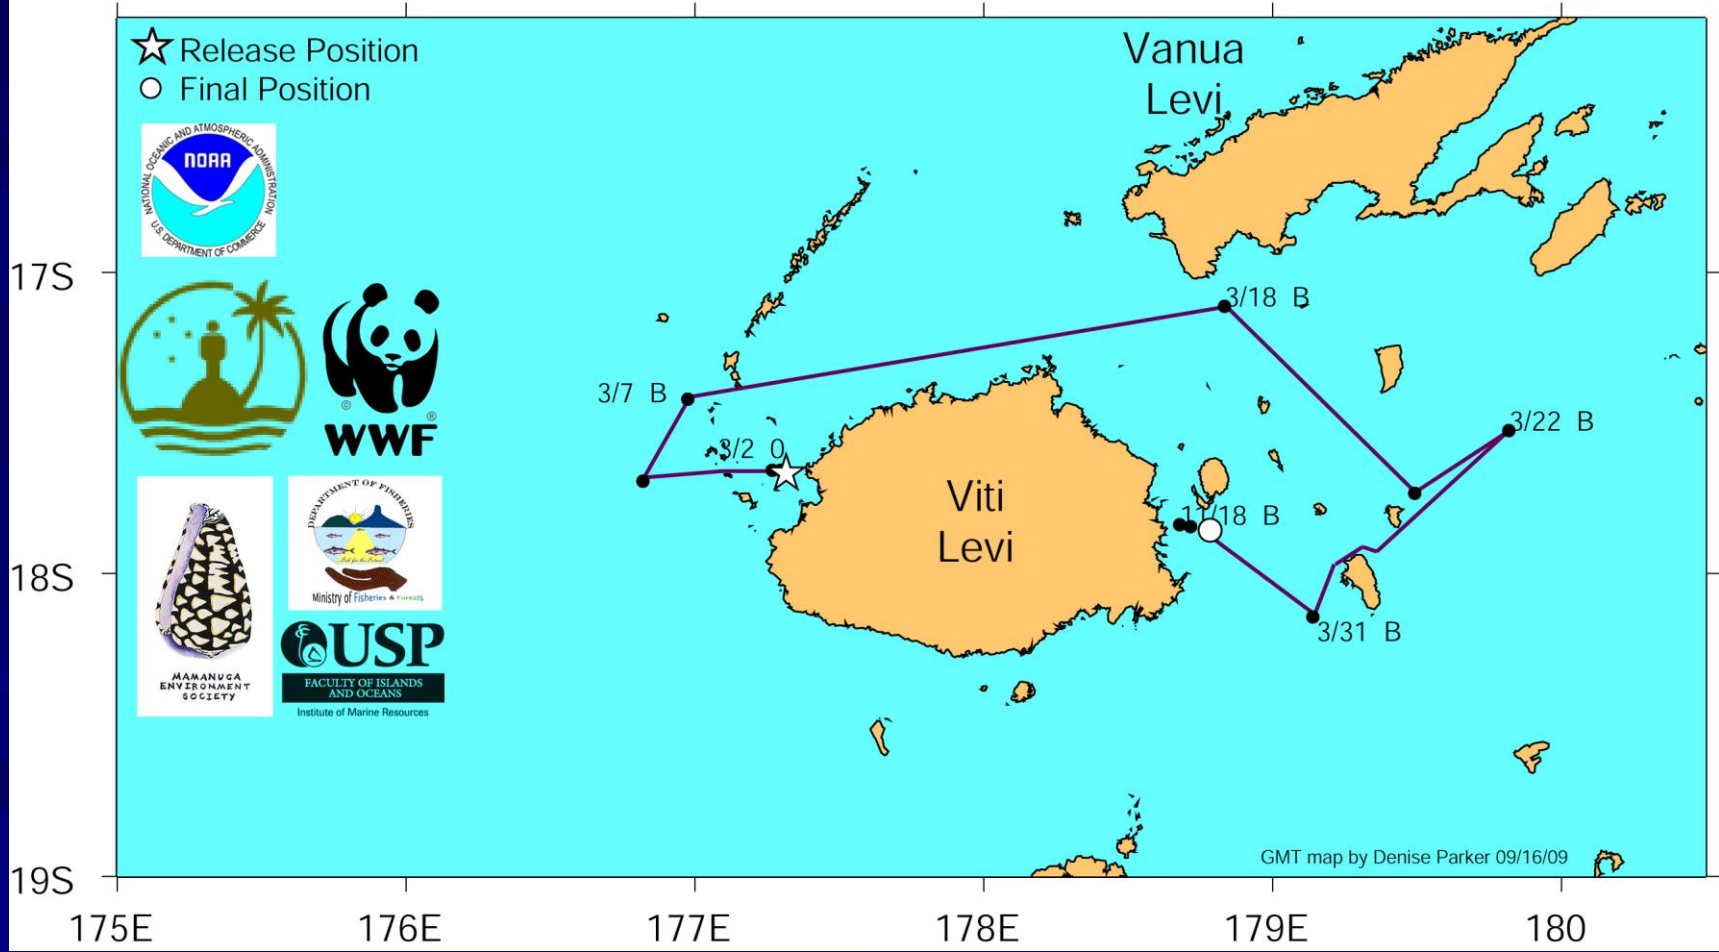 Release Position
Final Position
Vanua
Levi
NATIONAL OCEANIC AND ATMOSPHERIC ADMINISTRATION
NOAA
U.S. DEPARTMENT OF COMMERCE
17S
3/18 B
©
®
WWF
3/7 B
3/22 B
3/2 0
DEPARTMENT OF FISHERIES
Viti
Levi
11/18 B
18S
Ministry of Fisheries & Forests
3/31 B
USP
FACULTY OF ISLANDS
AND OCEANS
Institute of Marine Resources
MAMANUCA
ENVIRONMENT
SOCIETY
GMT map by Denise Parker 09/16/09
19S
175E 176E 177E 178E 179E 180